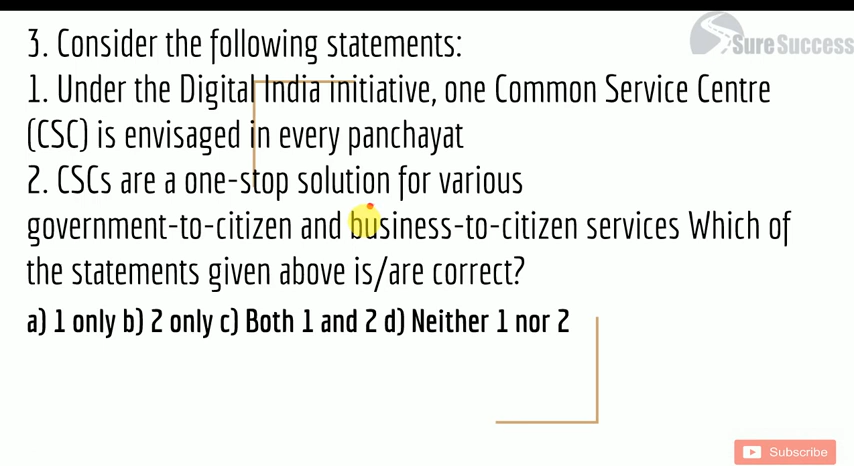 SureSuccess
3. Consider the following statements:
1. Under the Digital India initiative, one Common Service Centre
(CSC) is envisaged in every panchayat
2. CSCs are a one-stop solution for various
government-to-citizen and business-to-citizen services Which of
the statements given above is/are correct?
a) 1 only b) 2 only c) Both 1 and 2 d) Neither 1 nor 2
Subscribe